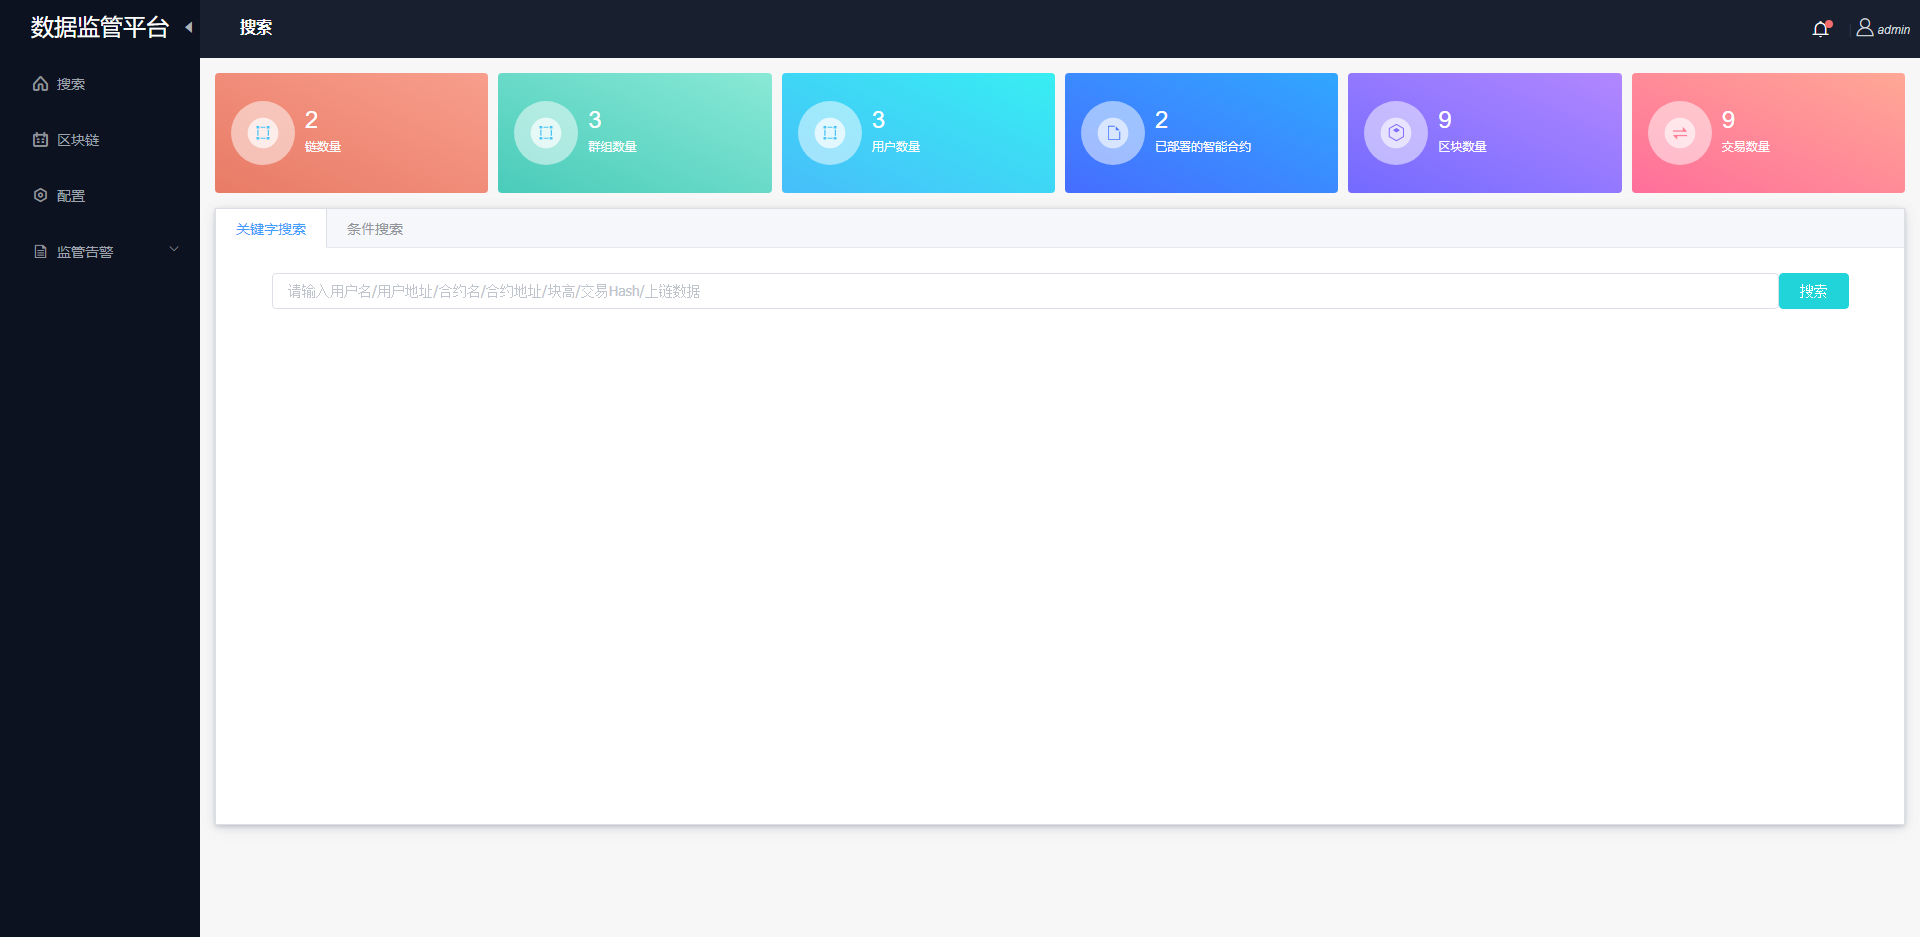 数据监管平台
搜索
admin
搜索
区块链
配置
监管告警
2
链数量
3
群组数量
3
用户数量
2
已部署的智能合约
9
区块数量
9
交易数量
关键字搜索
条件搜索
请输入用户名/用户地址/合约名/合约地址/块高/交易Hash/上链数据
搜索